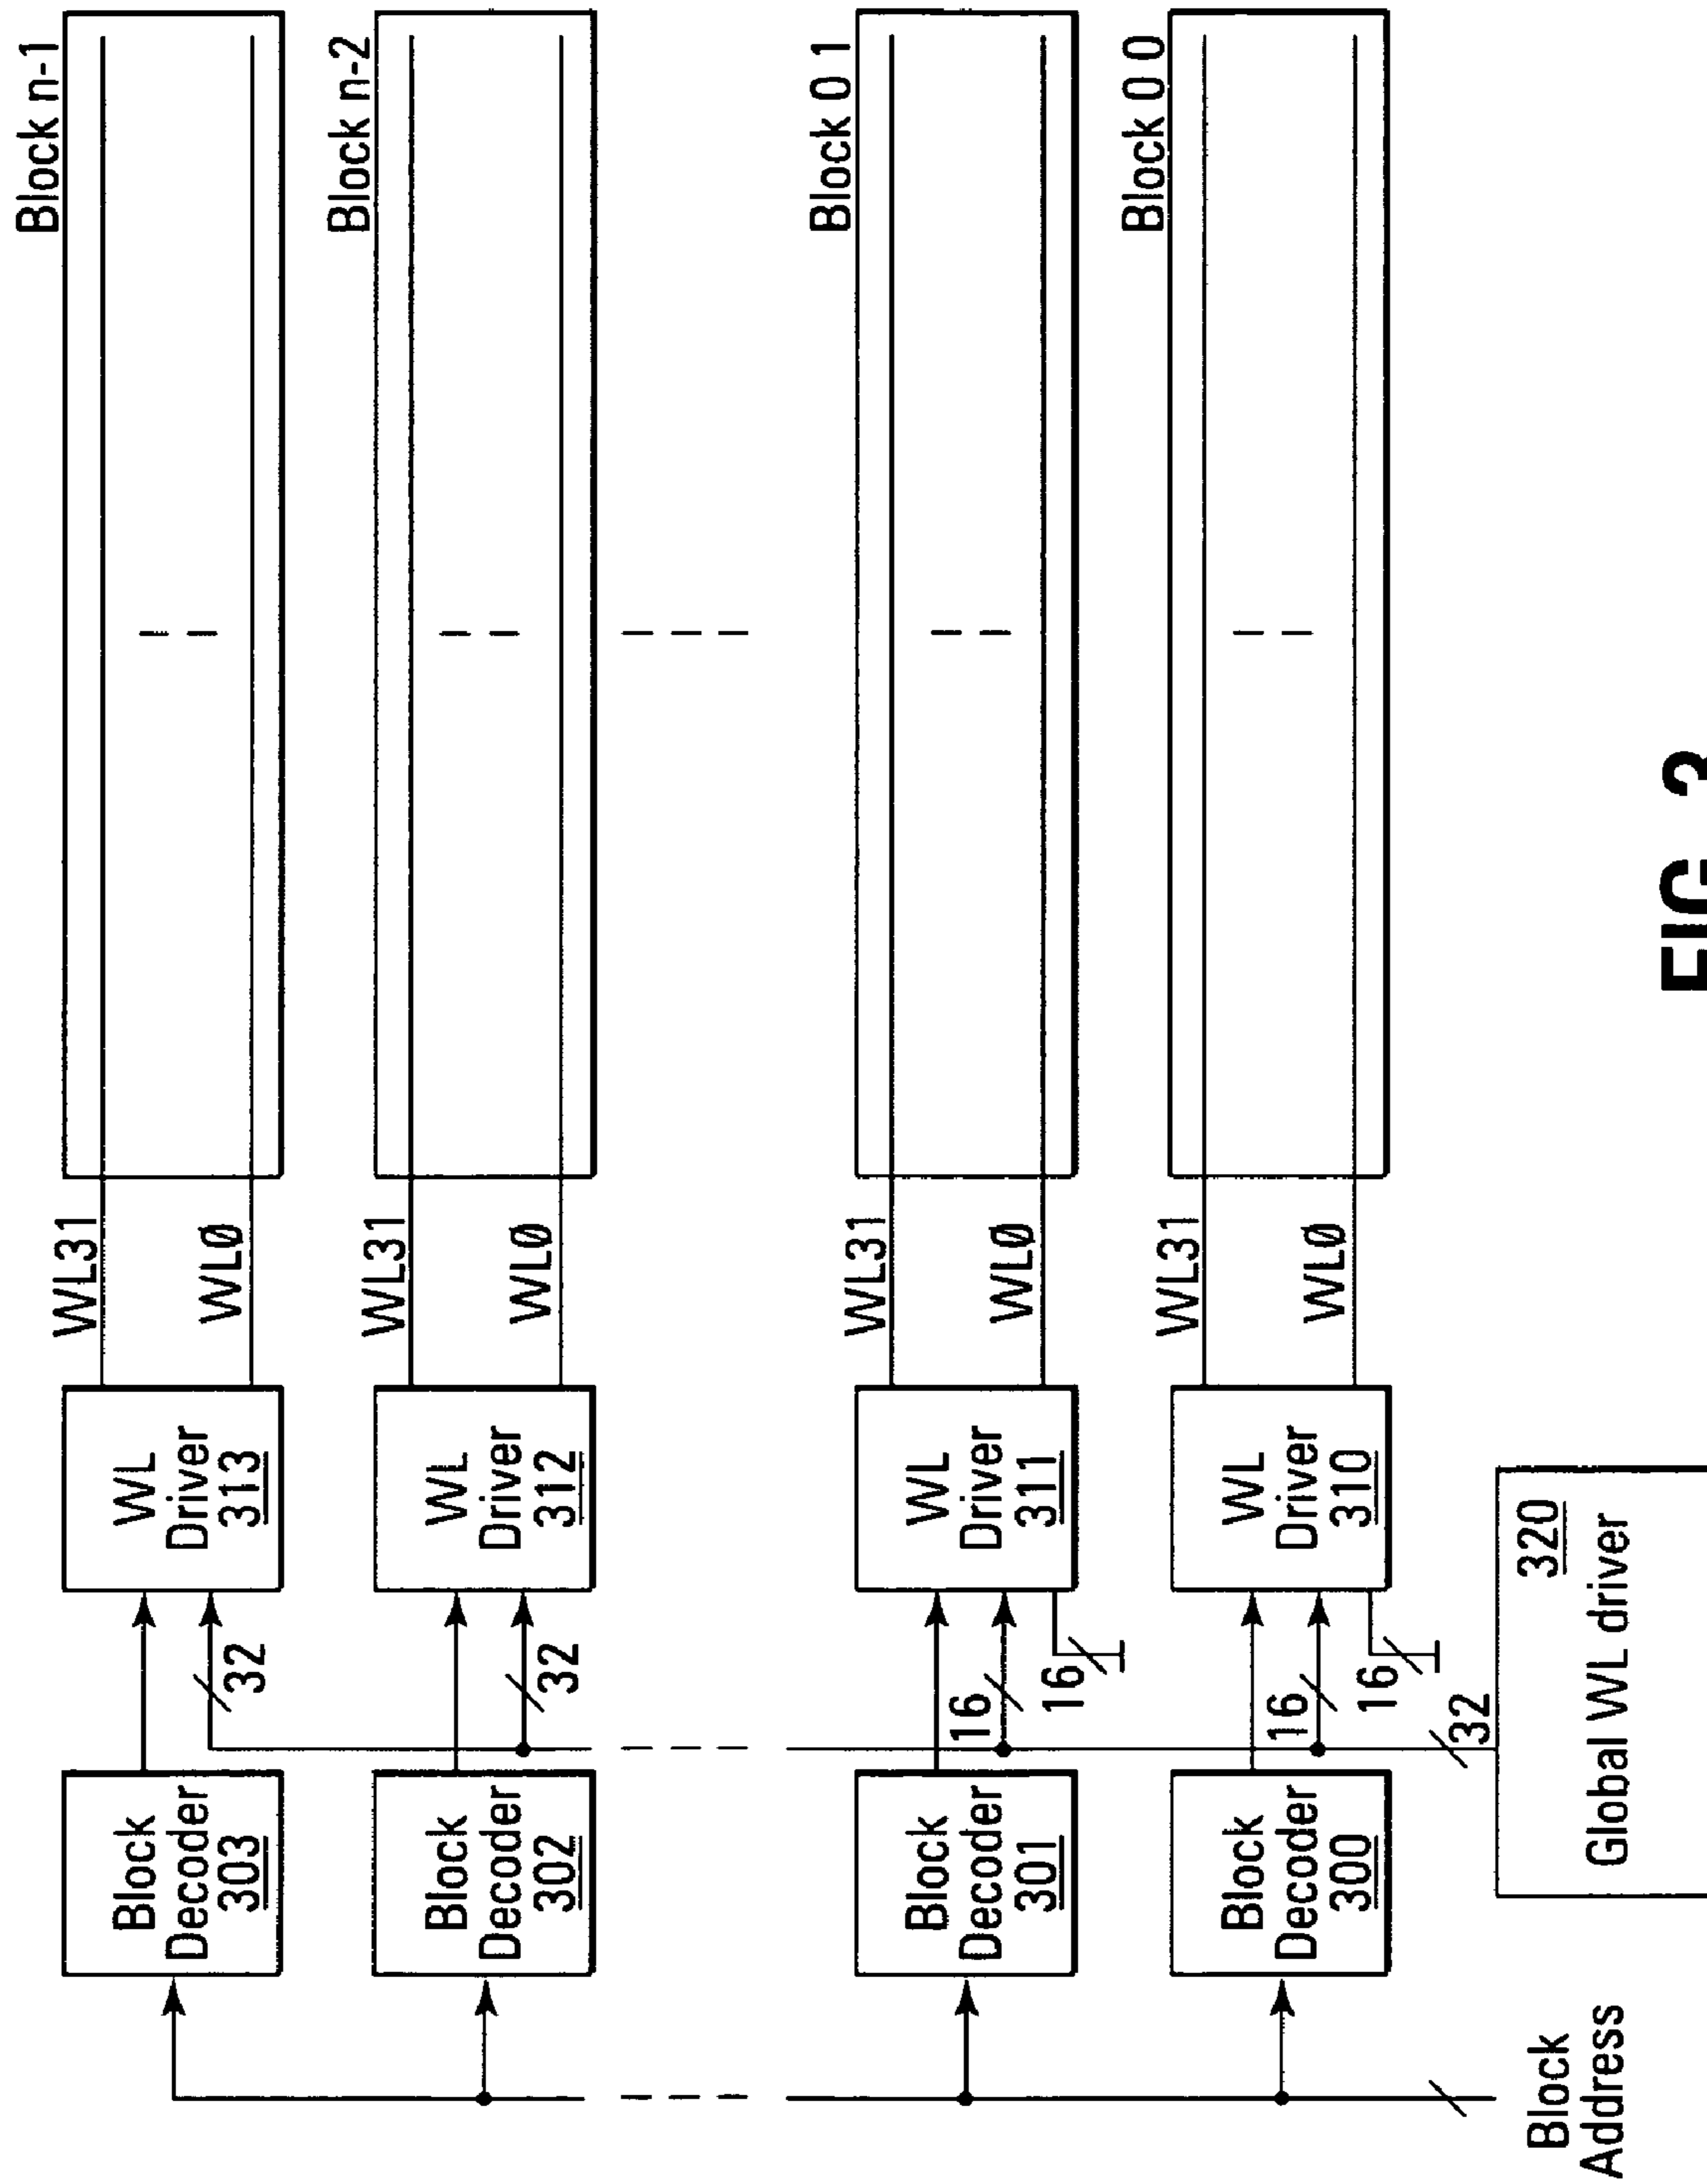 Block n-1
WL31
WLØ
WL
Driver
313
32
Block
Decoder
303
Block n-2
WL31
WLØ
WL
Driver
312
32
Block
Decoder
302
Block 0 1
WL31
WLØ
WL
Driver
311
16
16
Block
Decoder
301
Block 0 0
WL31
WLØ
WL
Driver
310
16
16
Block
Decoder
300
32
320
Global WL driver
Block
Address
FIG 3